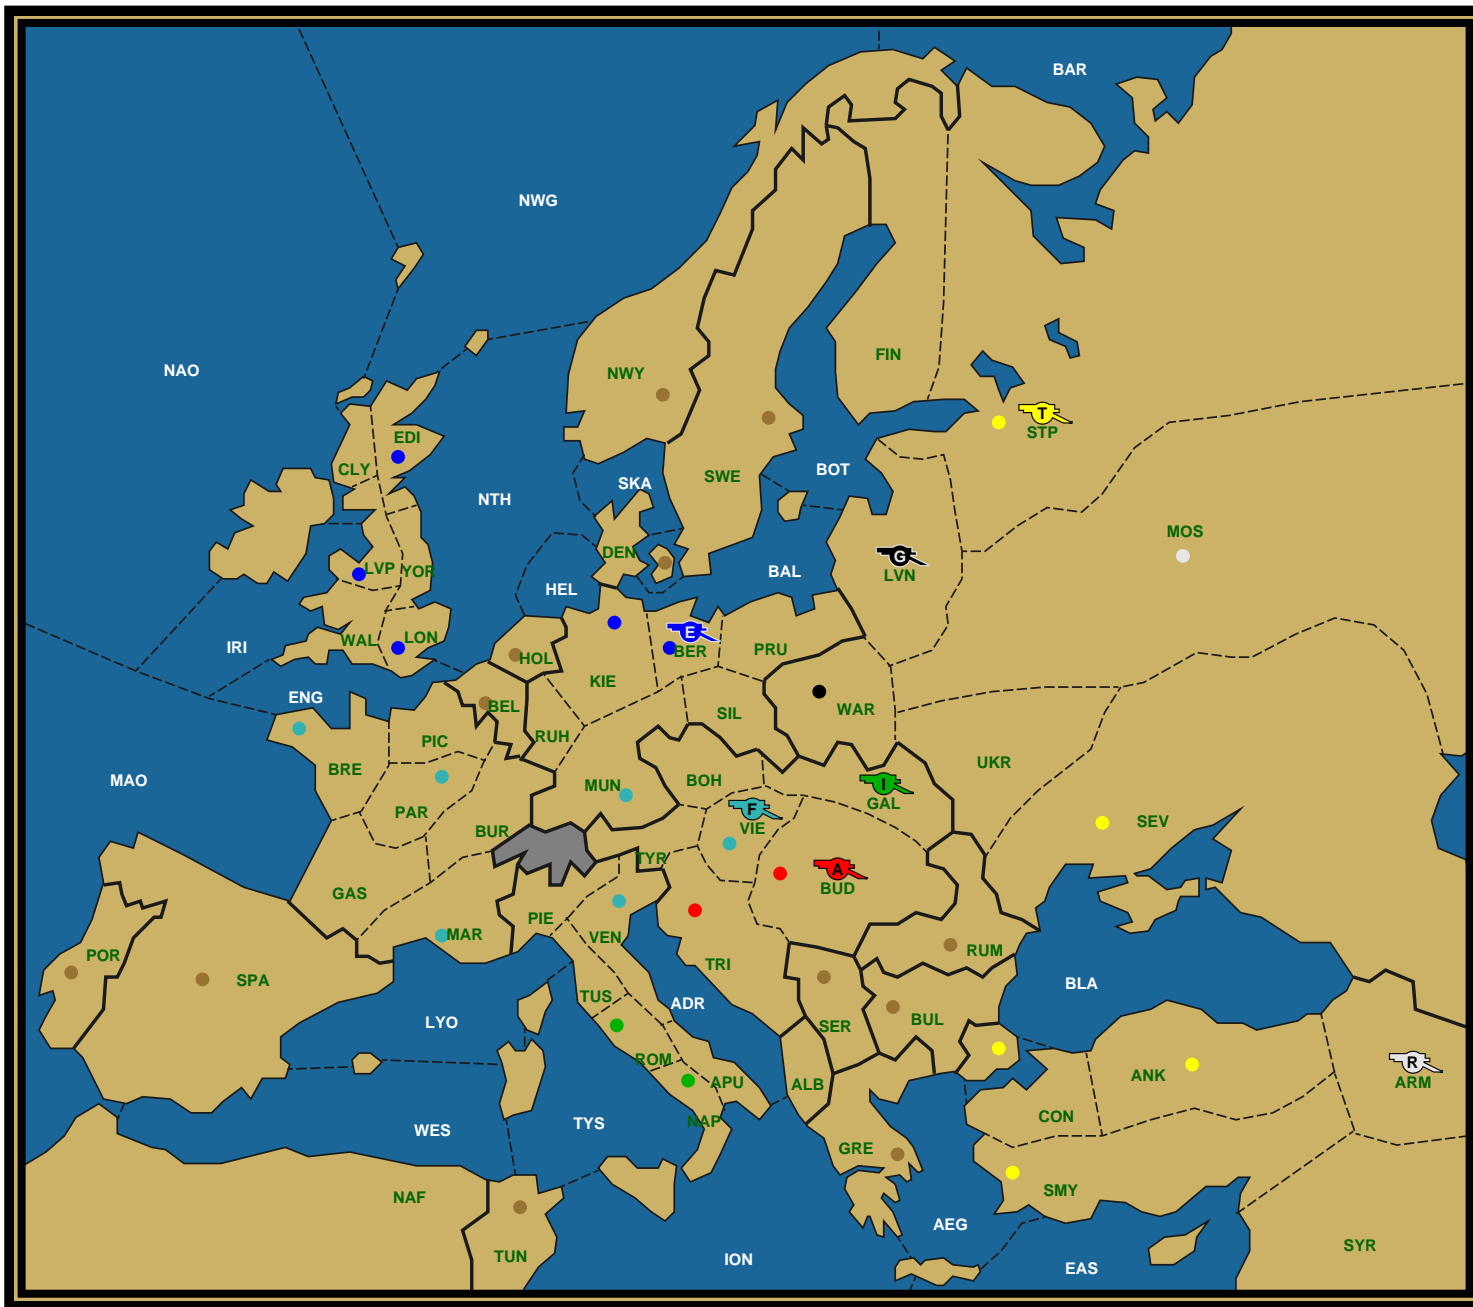 BAR
NWG
NAO
FIN
NWY
T
STP
EDI
CLY
SWE
BOT
SKA
NTH
MOS
DEN
G
LVN
LVP
YOR
BAL
HEL
E
BER
PRU
WAL
LON
IRI
HOL
KIE
ENG
BEL
SIL
WAR
PIC
RUH
UKR
BRE
MAO
MUN
BOH
I
GAL
PAR
F
VIE
SEV
BUR
TYR
A
BUD
GAS
PIE
VEN
MAR
POR
SPA
TRI
RUM
BLA
TUS
ADR
LYO
SER
BUL
ROM
APU
ALB
ANK
R
ARM
NAP
CON
TYS
WES
GRE
NAF
SMY
AEG
TUN
ION
EAS
SYR